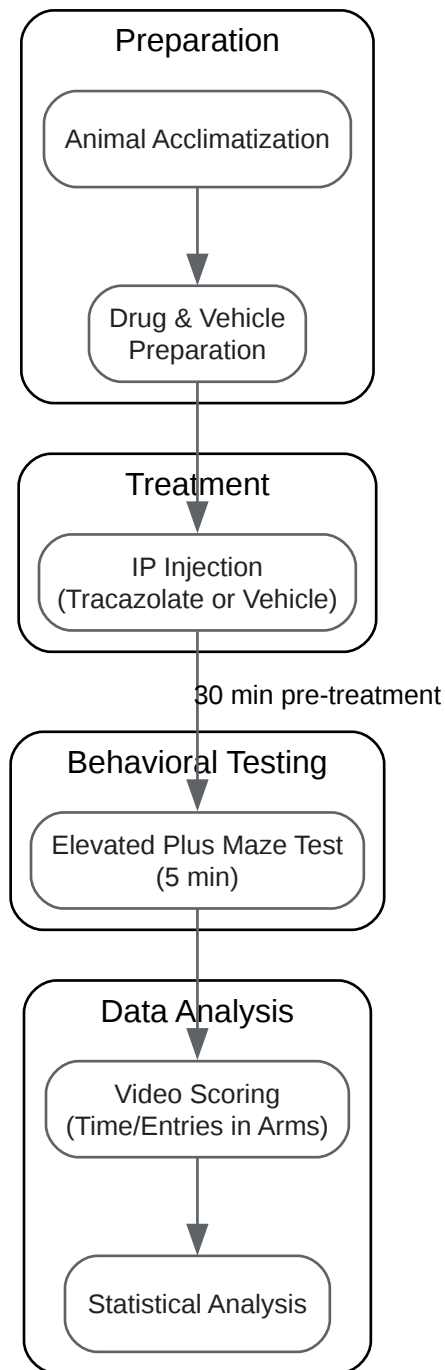 Preparation
Animal Acclimatization
Drug & Vehicle
Preparation
Treatment
IP Injection
(Tracazolate or Vehicle)
30 min pre-treatment
Behavioral Testing
Elevated Plus Maze Test
(5 min)
Data Analysis
Video Scoring
(Time/Entries in Arms)
Statistical Analysis